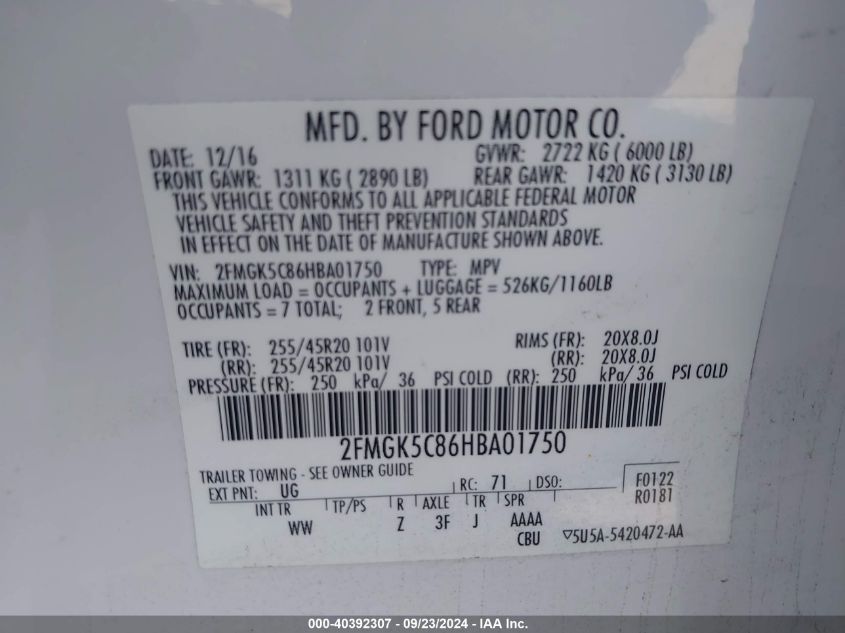 MFD. BY FORD MOTOR CO.
DATE: 12/16 GVWR: 2722 KG ( 6000 LB)
FRONT GAWR: 1311 KG ( 2890 LB) REAR GAWR: 1420 KG ( 3130 LB)
THIS VEHICLE CONFORMS TO ALL APPLICABLE FEDERAL MOTOR
VEHICLE SAFETY AND THEFT PREVENTION STANDARDS
IN EFFECT ON THE DATE OF MANUFACTURE SHOWN ABOVE.
VIN: 2FMGK5C86HBA01750 TYPE: MPV
MAXIMUM LOAD = OCCUPANTS + LUGGAGE = 526KG/1160LB
OCCUPANTS = 7 TOTAL; 2 FRONT, 5 REAR
TIRE (FR): 255/45R20 101V RIMS (FR): 20X8.0J
(RR): 255/45R20 101V (RR): 20X8.0J
PRESSURE (FR): 250 kPa/ 36 PSI COLD (RR): 250 kPa/ 36 PSI COLD
2FMGK5C86HBA01750
TRAILER TOWING - SEE OWNER GUIDE
EXT PNT: UG RC: 71 DSO: F0122
R0181
INT TR TP/PS R AXLE TR SPR
WW Z 3F J AAAA
CBU ▽5U5A-5420472-AA
000-40392307 - 09/23/2024 - IAA Inc.